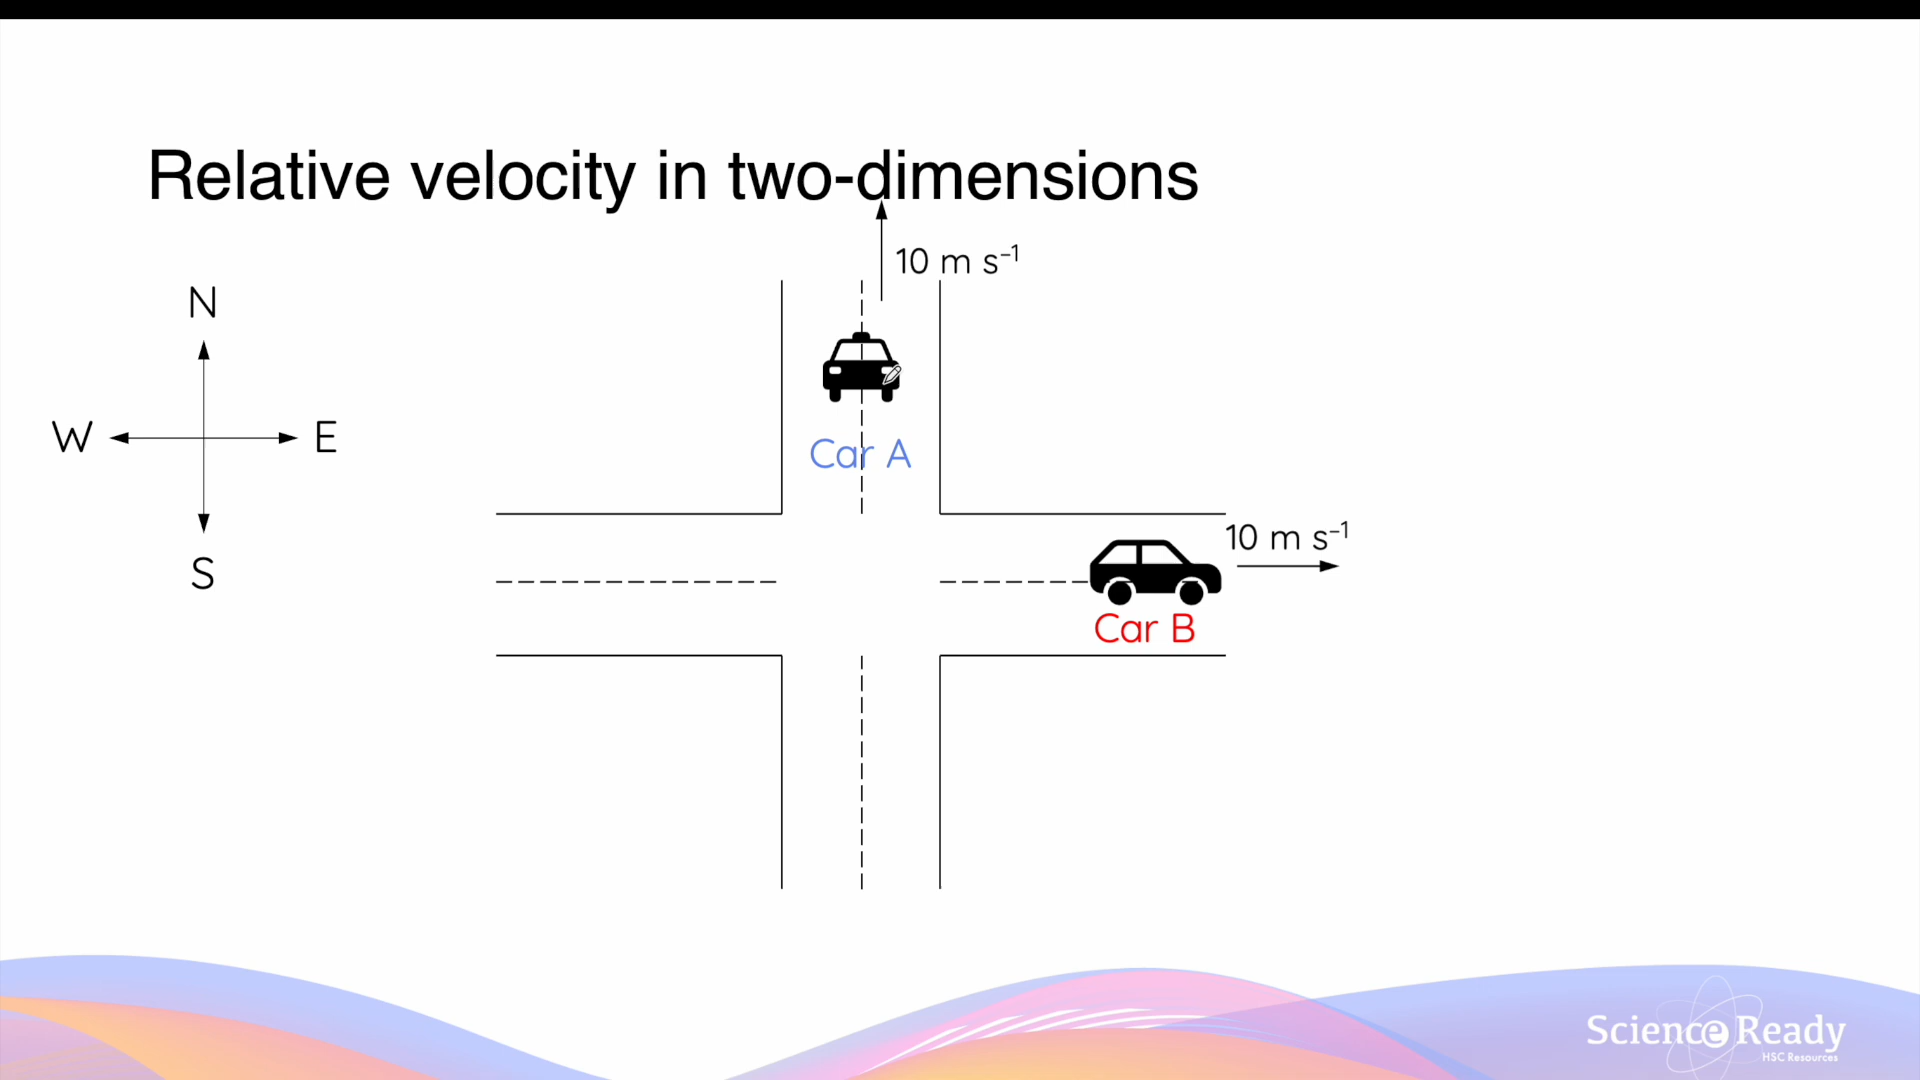 Relative velocity in two-dimensions
10 m s⁻¹
N
W
E
S
Car A
10 m s⁻¹
Car B
Science Ready
HSC Resources